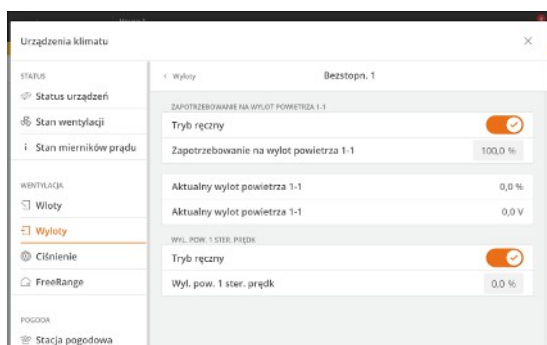 Urządzenia klimatu
STATUS
Status urządzeń
Stan wentylacji
Stan mierników prądu
WENTYLACJA
Wloty
Wyloty
Ciśnienie
FreeRange
POGODA
Stacja pogodowa
< Wyloty
Bezstopn. 1
ZAPOTRZEBOWANIE NA WYLOT POWIETRZA 1-1
Tryb ręczny
Zapotrzebowanie na wylot powietrza 1-1 100,0 %
Aktualny wylot powietrza 1-1 0,0 %
Aktualny wylot powietrza 1-1 0,0 V
WYL. POW. 1 STER. PRĘDK
Tryb ręczny
Wyl. pow. 1 ster. prędk 0,0 %